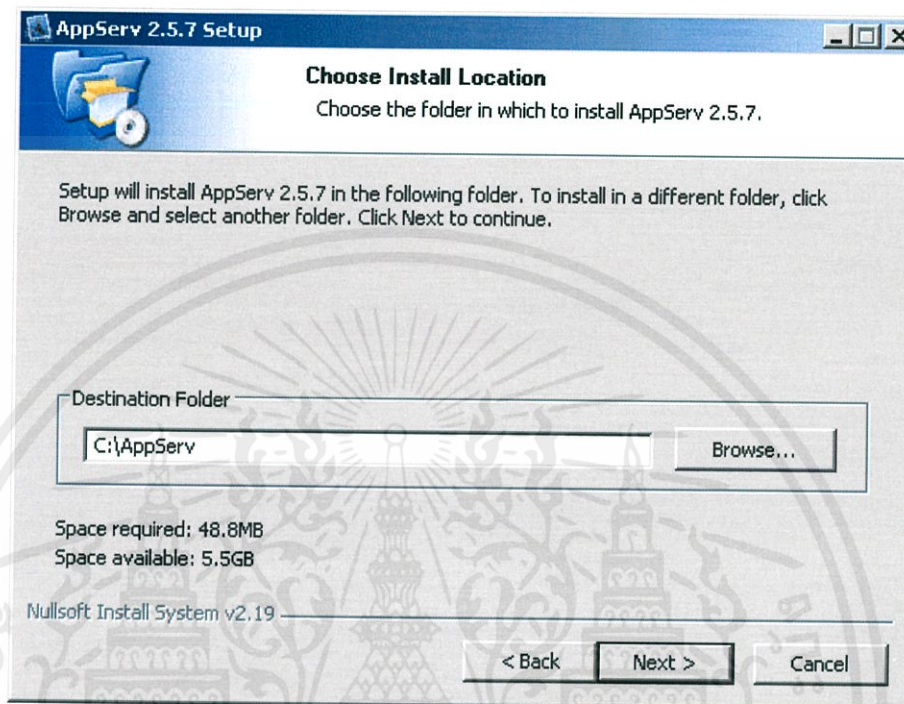 AppServ 2.5.7 Setup
Choose Install Location
Choose the folder in which to install AppServ 2.5.7.
Setup will install AppServ 2.5.7 in the following folder. To install in a different folder, click
Browse and select another folder. Click Next to continue.
Destination Folder
C:\AppServ
Browse...
Space required: 48.8MB
Space available: 5.5GB
Nullsoft Install System v2.19
< Back
Next >
Cancel